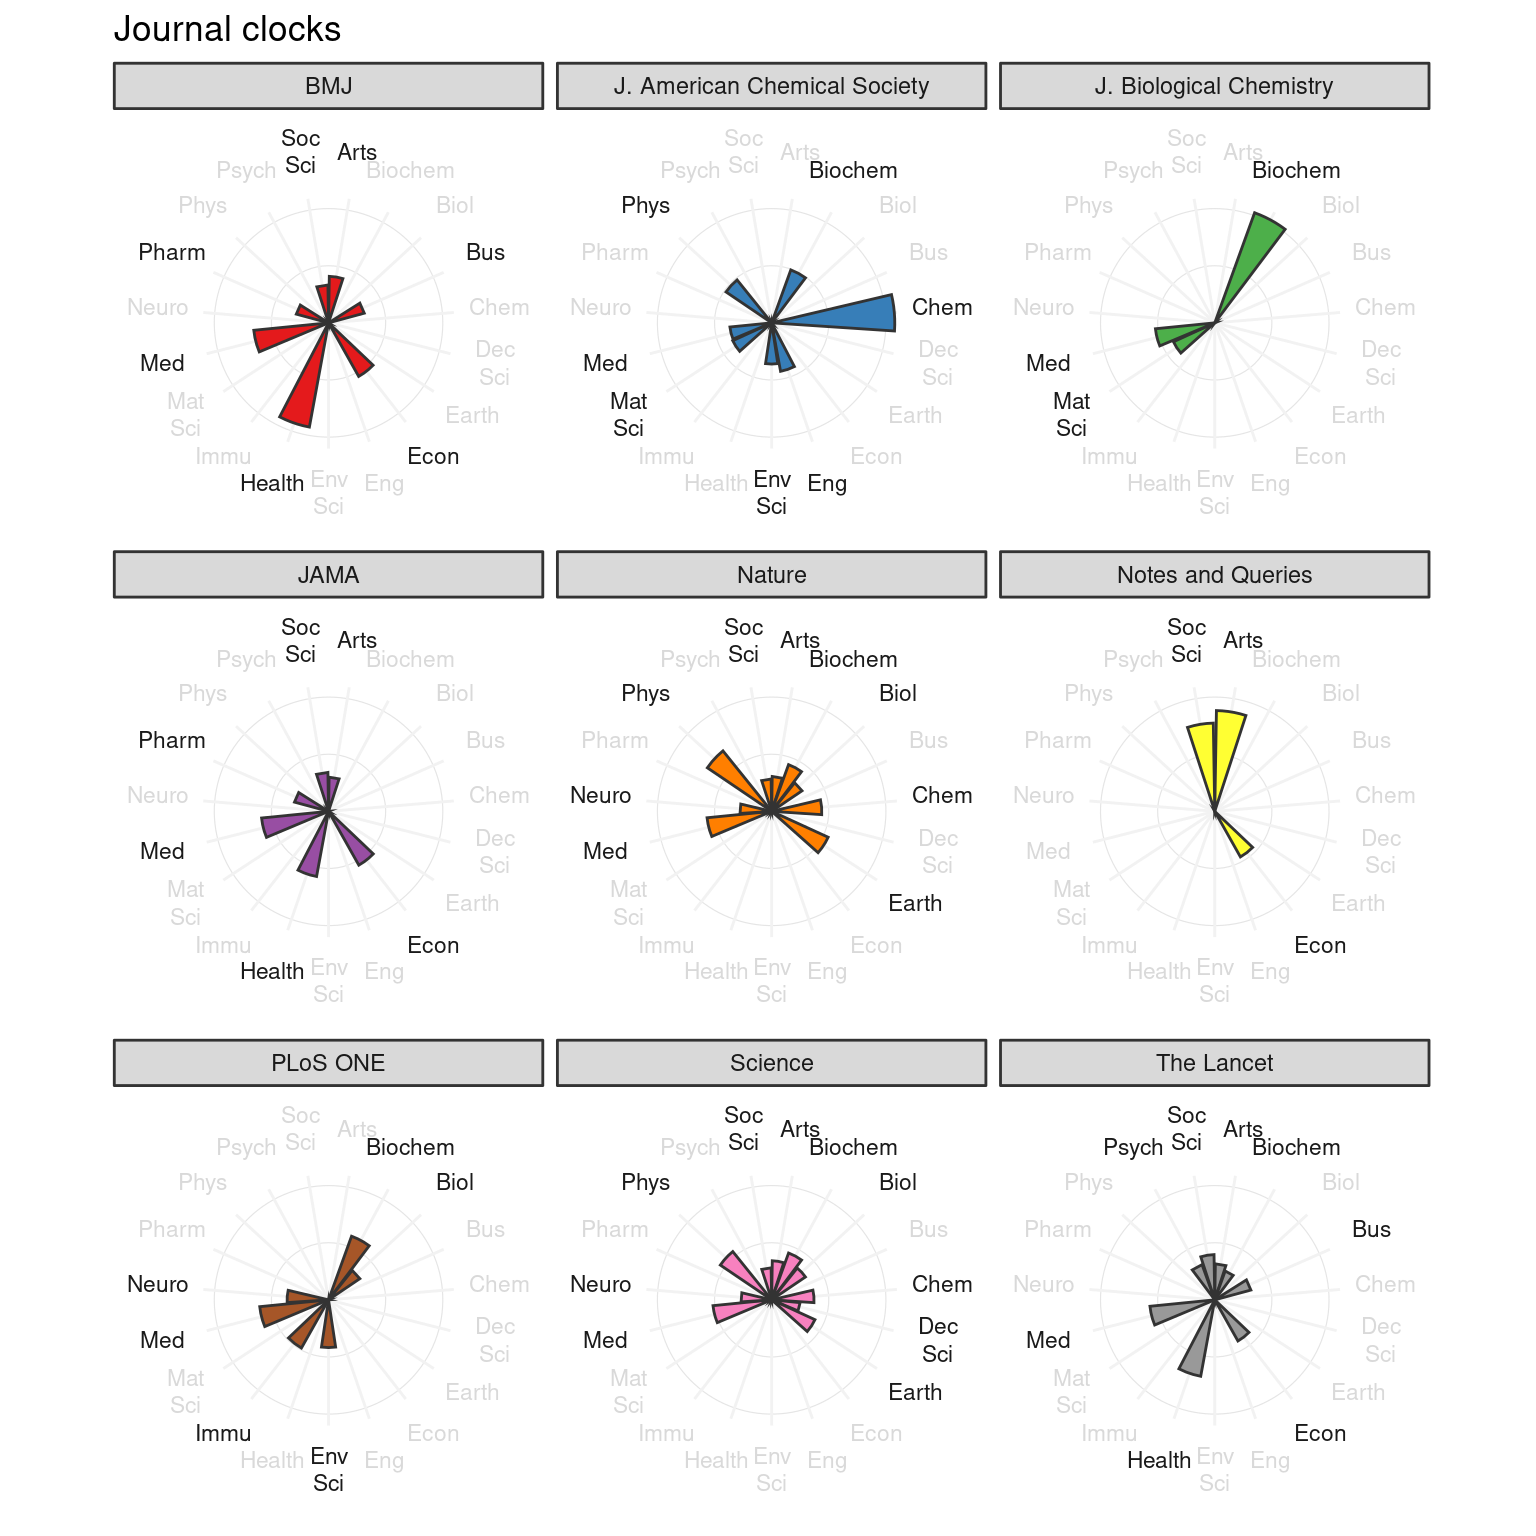 Journal clocks
BMJ
J. American Chemical Society
J. Biological Chemistry
Soc
Sci
Arts
Psych
Biochem
Phys
Biol
Pharm
Bus
Neuro
Chem
Med
Dec
Sci
Mat
Sci
Earth
Immu
Econ
Health
Env
Sci
Eng
Soc
Sci
Arts
Psych
Biochem
Phys
Biol
Pharm
Bus
Neuro
Chem
Med
Dec
Sci
Mat
Sci
Earth
Immu
Econ
Health
Env
Sci
Eng
Soc
Sci
Arts
Psych
Biochem
Phys
Biol
Pharm
Bus
Neuro
Chem
Med
Dec
Sci
Mat
Sci
Earth
Immu
Econ
Health
Env
Sci
Eng
JAMA
Nature
Notes and Queries
Soc
Sci
Arts
Psych
Biochem
Phys
Biol
Pharm
Bus
Neuro
Chem
Med
Dec
Sci
Mat
Sci
Earth
Immu
Econ
Health
Env
Sci
Eng
Soc
Sci
Arts
Psych
Biochem
Phys
Biol
Pharm
Bus
Neuro
Chem
Med
Dec
Sci
Mat
Sci
Earth
Immu
Econ
Health
Env
Sci
Eng
Soc
Sci
Arts
Psych
Biochem
Phys
Biol
Pharm
Bus
Neuro
Chem
Med
Dec
Sci
Mat
Sci
Earth
Immu
Econ
Health
Env
Sci
Eng
PLoS ONE
Science
The Lancet
Soc
Sci
Arts
Psych
Biochem
Phys
Biol
Pharm
Bus
Neuro
Chem
Med
Dec
Sci
Mat
Sci
Earth
Immu
Econ
Health
Env
Sci
Eng
Soc
Sci
Arts
Psych
Biochem
Phys
Biol
Pharm
Bus
Neuro
Chem
Med
Dec
Sci
Mat
Sci
Earth
Immu
Econ
Health
Env
Sci
Eng
Soc
Sci
Arts
Psych
Biochem
Phys
Biol
Pharm
Bus
Neuro
Chem
Med
Dec
Sci
Mat
Sci
Earth
Immu
Econ
Health
Env
Sci
Eng